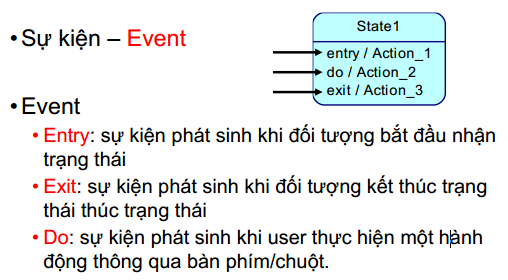 State1
• Sự kiện – Event
entry / Action_1
do / Action_2
exit / Action_3
• Event
• Entry: sự kiện phát sinh khi đối tượng bắt đầu nhận
trạng thái
• Exit: sự kiện phát sinh khi đối tượng kết thúc trạng
thái thúc trạng thái
• Do: sự kiện phát sinh khi user thực hiện một hành
động thông qua bàn phím/chuột.